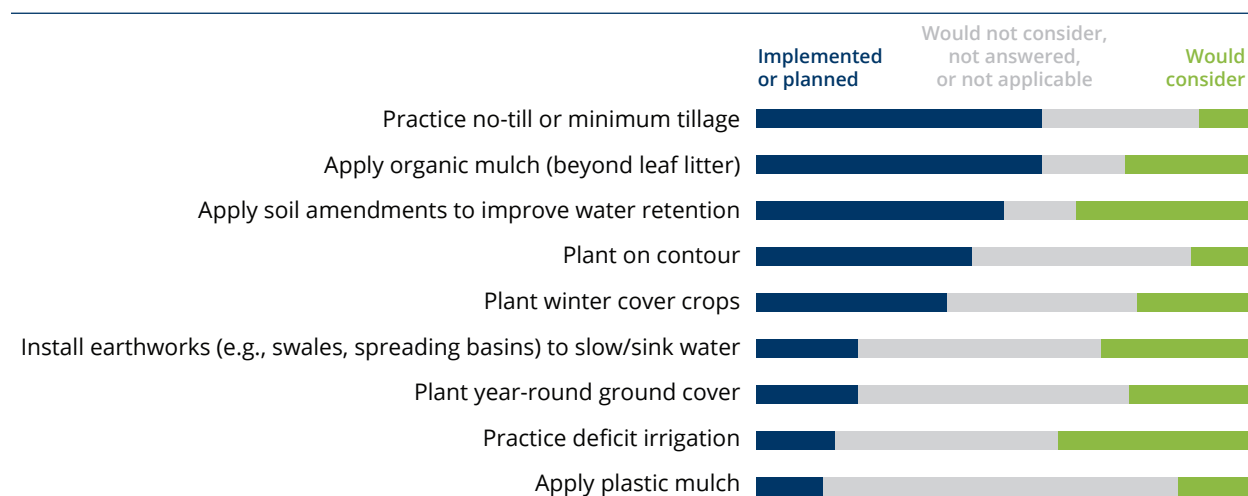 Implemented
or planned
Would not consider,
not answered,
or not applicable
Would
consider
Practice no-till or minimum tillage
Apply organic mulch (beyond leaf litter)
Apply soil amendments to improve water retention
Plant on contour
Plant winter cover crops
Install earthworks (e.g., swales, spreading basins) to slow/sink water
Plant year-round ground cover
Practice deficit irrigation
Apply plastic mulch